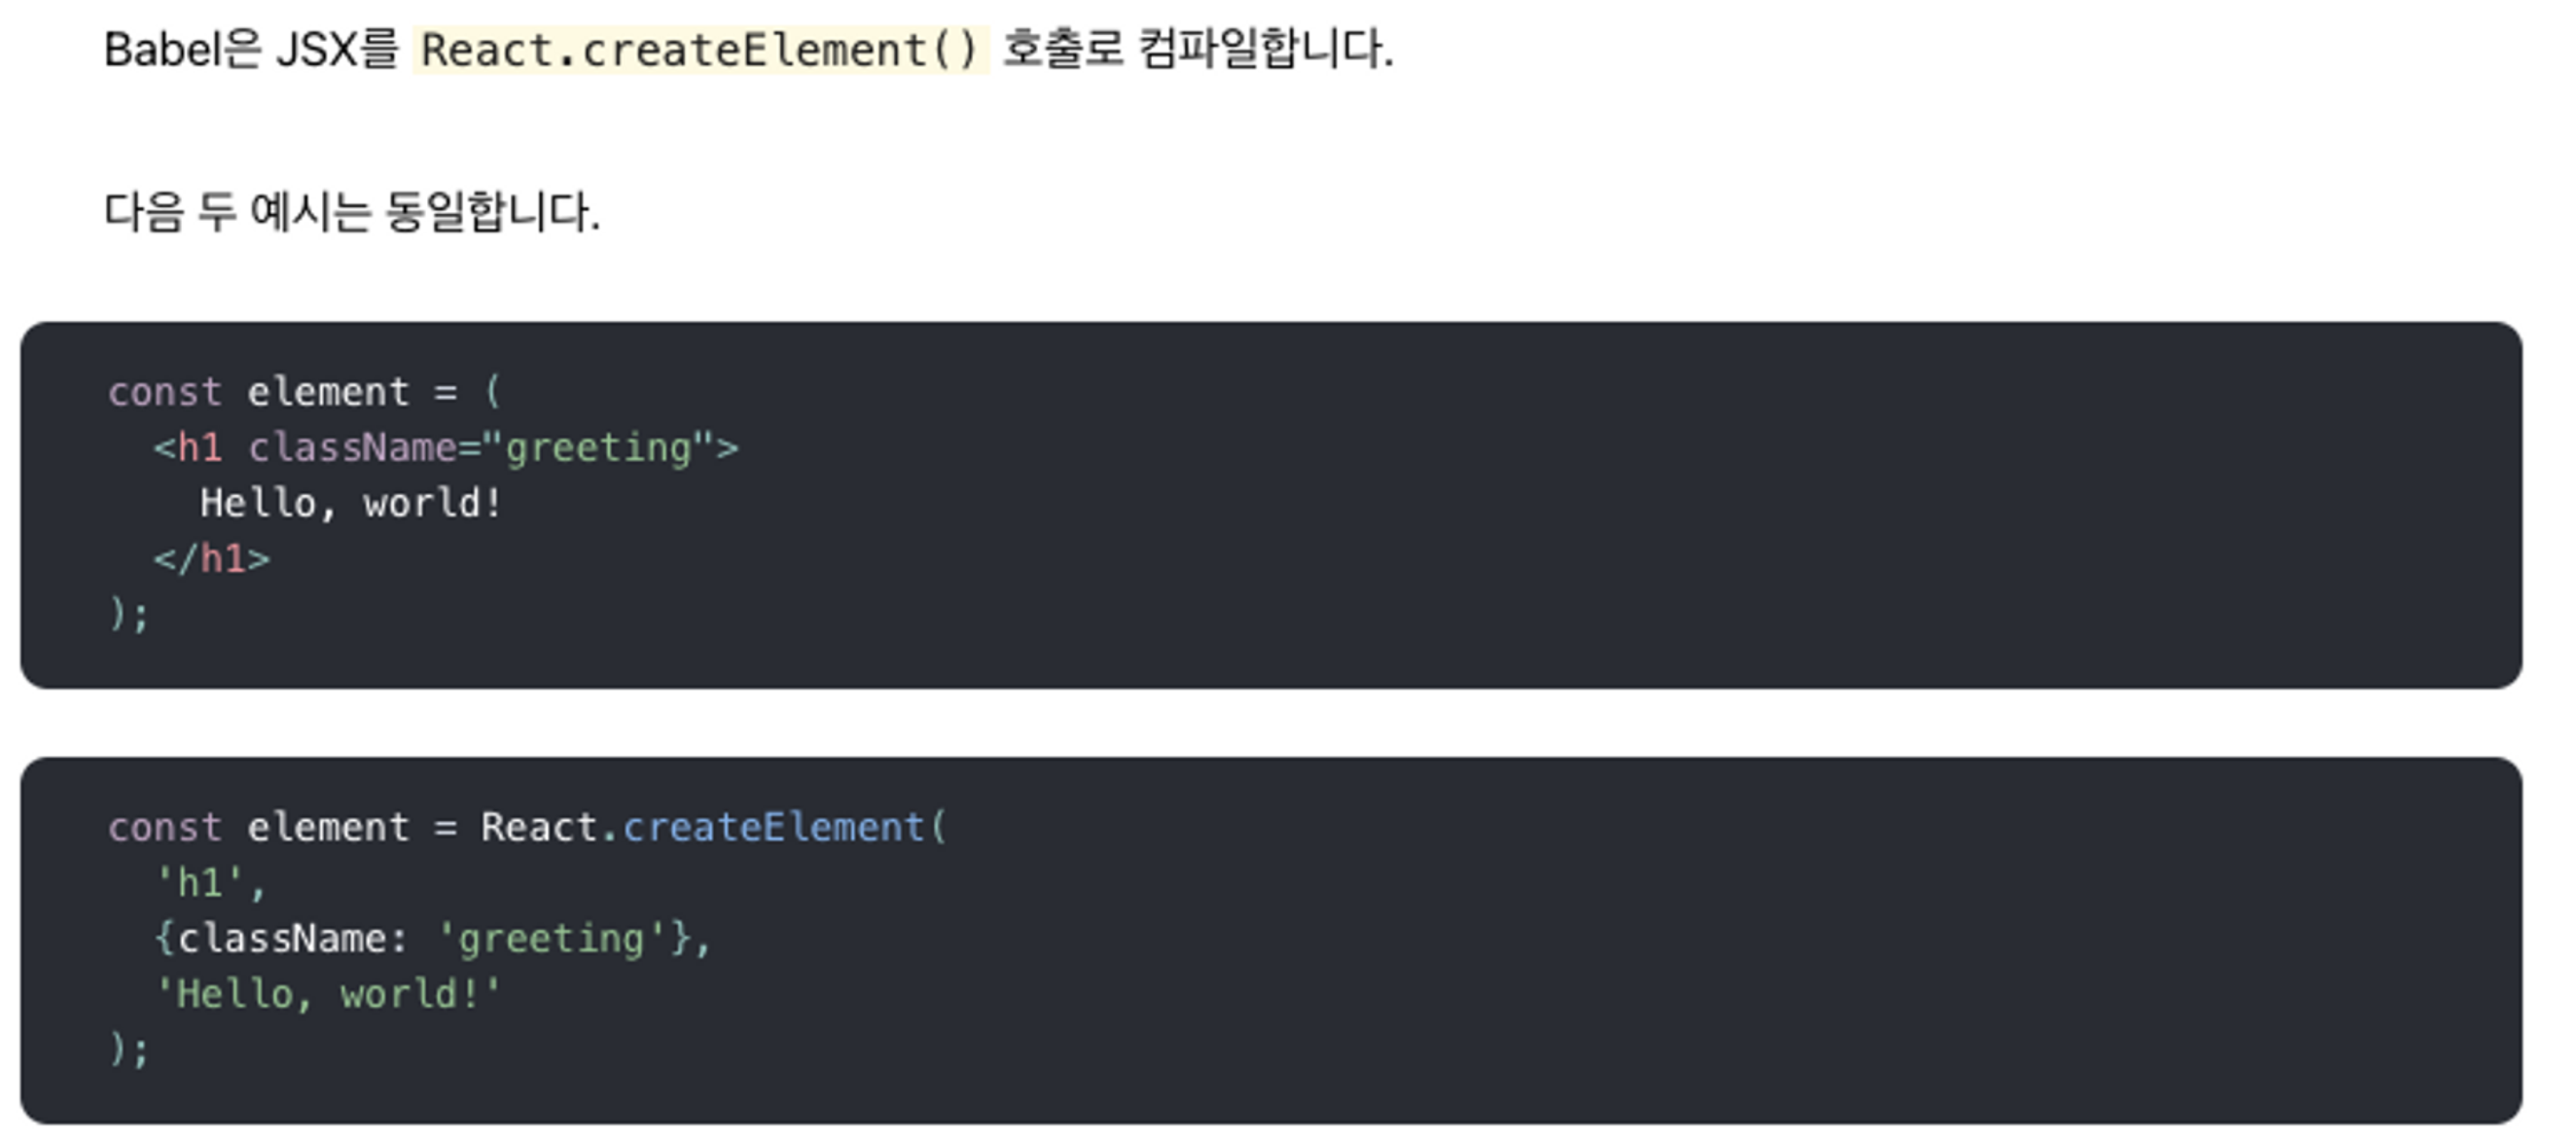 Babel은 JSX를 React.createElement() 호출로 컴파일합니다.
다음 두 예시는 동일합니다.
const element = (
  <h1 className="greeting">
    Hello, world!
  </h1>
);
const element = React.createElement(
  'h1',
  {className: 'greeting'},
  'Hello, world!'
);